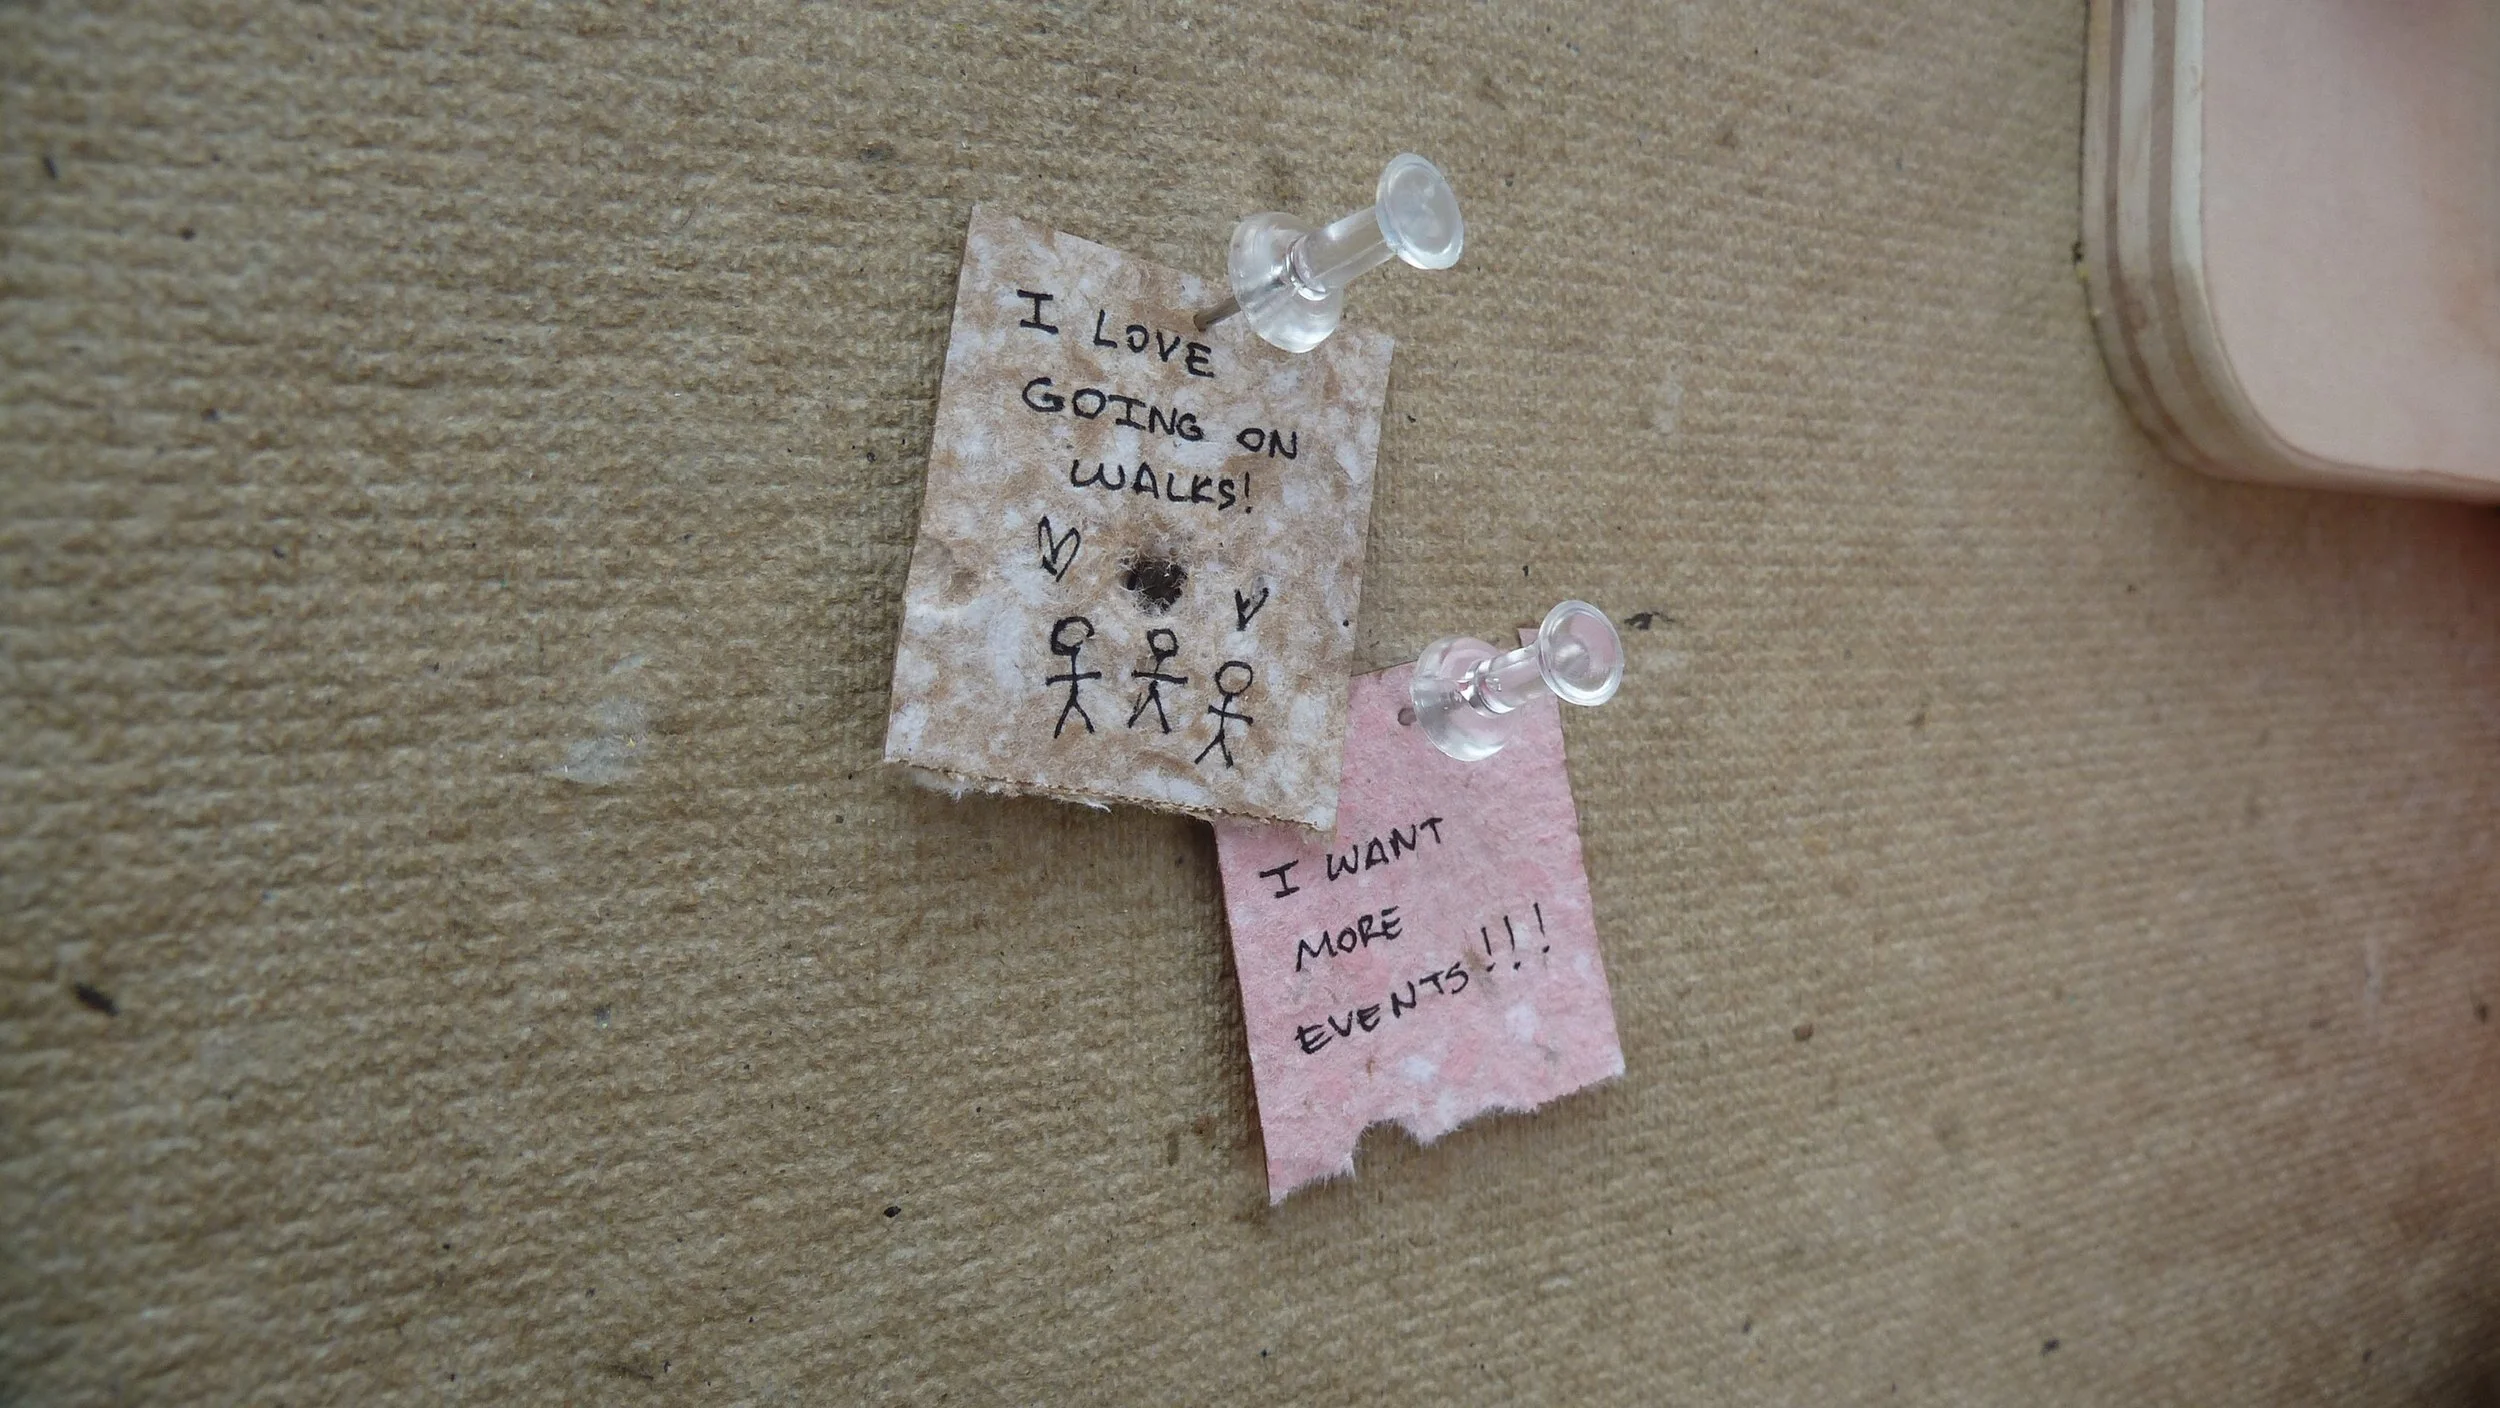 I LOVE
GOING ON
WALKS!
I WANT
MORE
EVENTS!!!